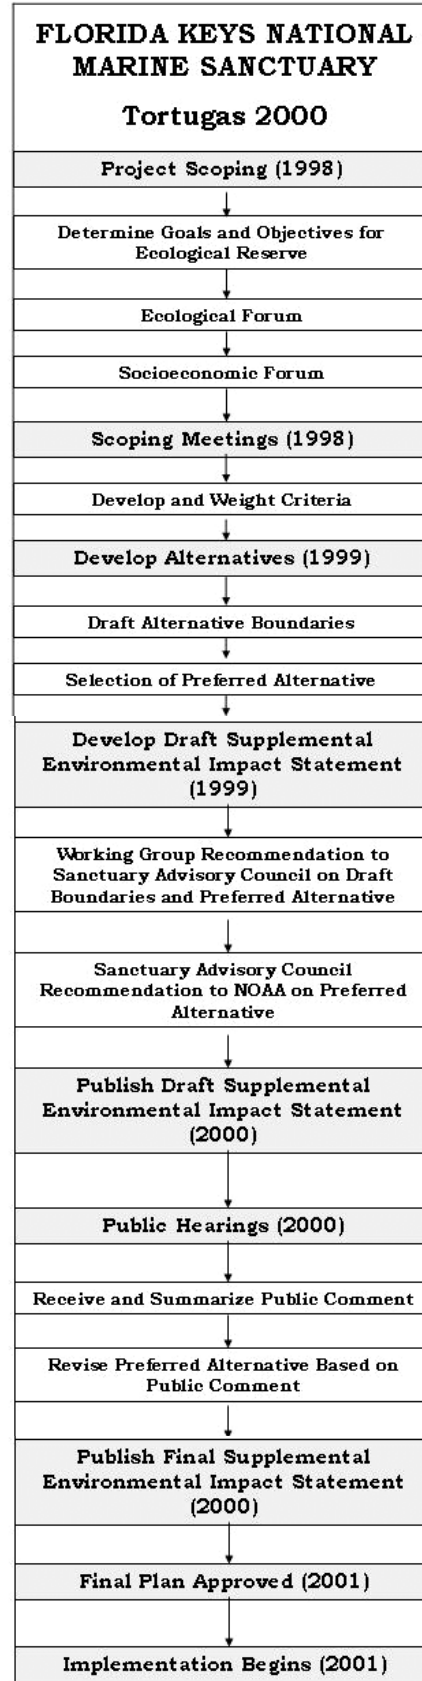 FLORIDA KEYS NATIONAL
MARINE SANCTUARY
Tortugas 2000
Project Scoping (1998)
Determine Goals and Objectives for
Ecological Reserve
Ecological Forum
Socioeconomic Forum
Scoping Meetings (1998)
Develop and Weight Criteria
Develop Alternatives (1999)
Draft Alternative Boundaries
Selection of Preferred Alternative
Develop Draft Supplemental
Environmental Impact Statement
(1999)
Working Group Recommendation to
Sanctuary Advisory Council on Draft
Boundaries and Preferred Alternative
Sanctuary Advisory Council
Recommendation to NOAA on Preferred
Alternative
Publish Draft Supplemental
Environmental Impact Statement
(2000)
Public Hearings (2000)
Receive and Summarize Public Comment
Revise Preferred Alternative Based on
Public Comment
Publish Final Supplemental
Environmental Impact Statement
(2000)
Final Plan Approved (2001)
Implementation Begins (2001)